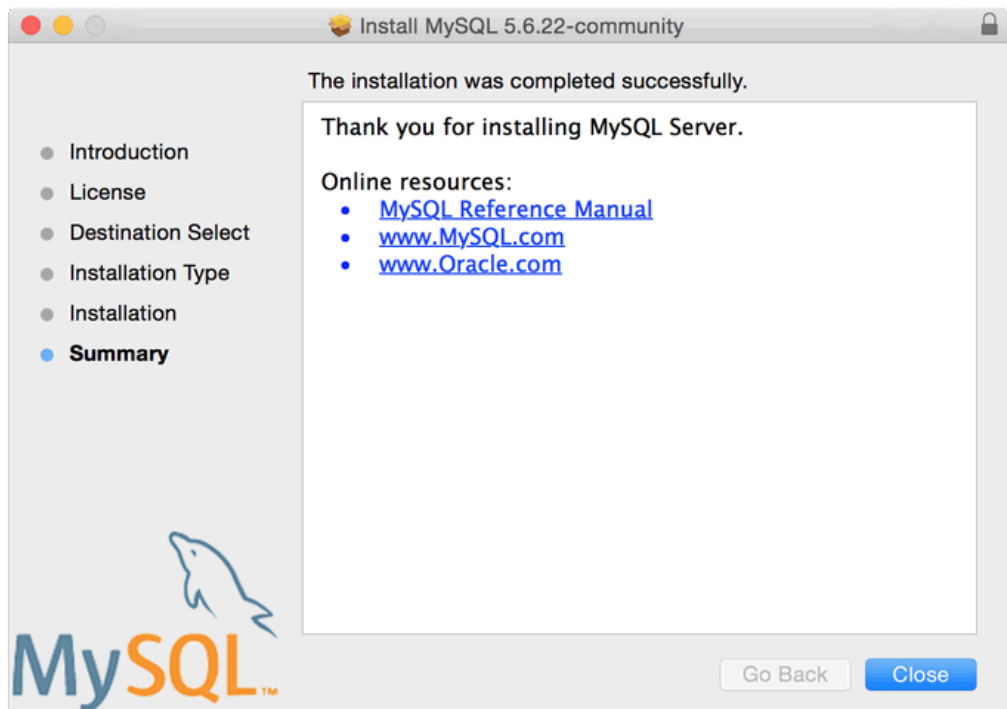 Install MySQL 5.6.22-community
The installation was completed successfully.
Introduction
License
Destination Select
Installation Type
Installation
Summary
Thank you for installing MySQL Server.
Online resources:
MySQL Reference Manual
www.MySQL.com
www.Oracle.com
MySQL™
Go Back
Close